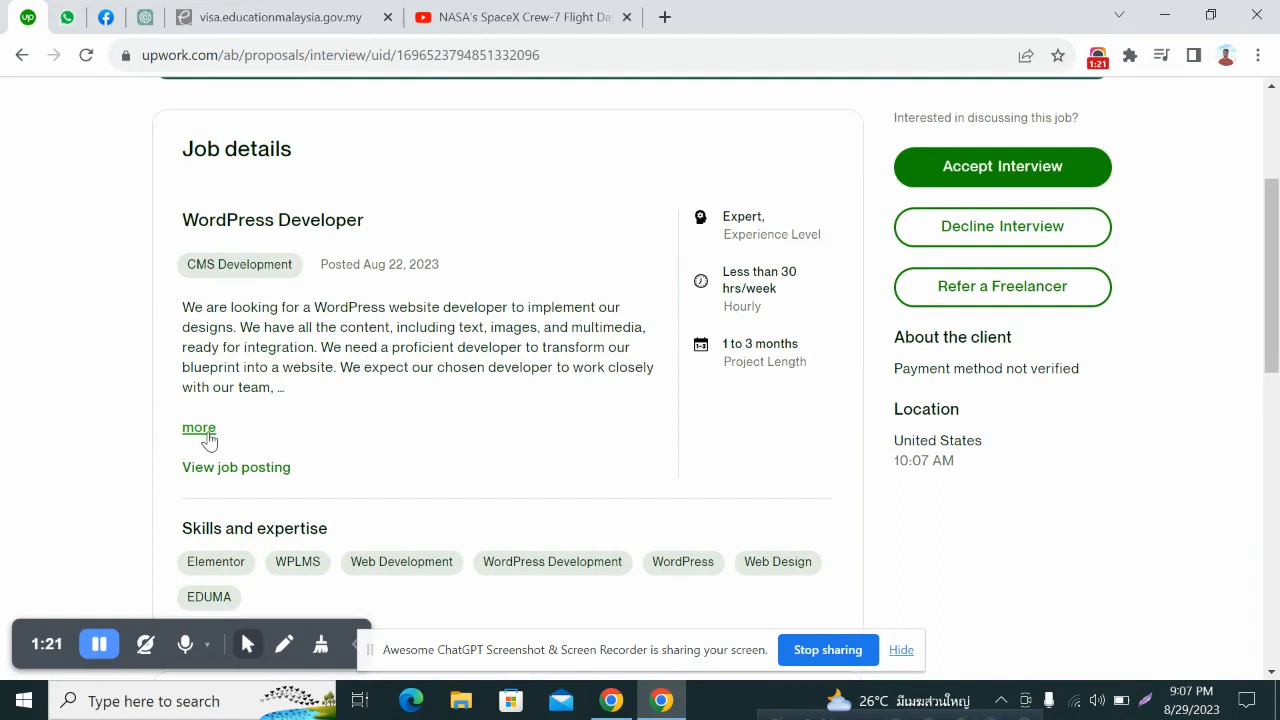 up
visa.educationmalaysia.gov.my
NASA's SpaceX Crew-7 Flight Da
upwork.com/ab/proposals/interview/uid/1696523794851332096
1:21
Job details
WordPress Developer
CMS Development
Posted Aug 22, 2023
We are looking for a WordPress website developer to implement our
designs. We have all the content, including text, images, and multimedia,
ready for integration. We need a proficient developer to transform our
blueprint into a website. We expect our chosen developer to work closely
with our team, ...
more
View job posting
Expert,
Experience Level
Less than 30
hrs/week
Hourly
1-3
1 to 3 months
Project Length
Skills and expertise
Elementor
WPLMS
Web Development
WordPress Development
WordPress
Web Design
EDUMA
Interested in discussing this job?
Accept Interview
Decline Interview
Refer a Freelancer
About the client
Payment method not verified
Location
United States
10:07 AM
1:21
Awesome ChatGPT Screenshot & Screen Recorder is sharing your screen.
Stop sharing
Hide
Type here to search
26°C มีเมฆส่วนใหญ่
9:07 PM
8/29/2023